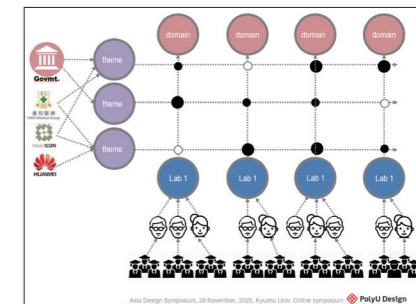 domain
domain
domain
domain
theme
Govmt.
theme
theme
ICON
HUAWEI
Lab 1
Lab 1
Lab 1
Lab 1
Asia Design Symposium, 29 November, 2020, Kyushu Univ. Online symposium
PolyU Design